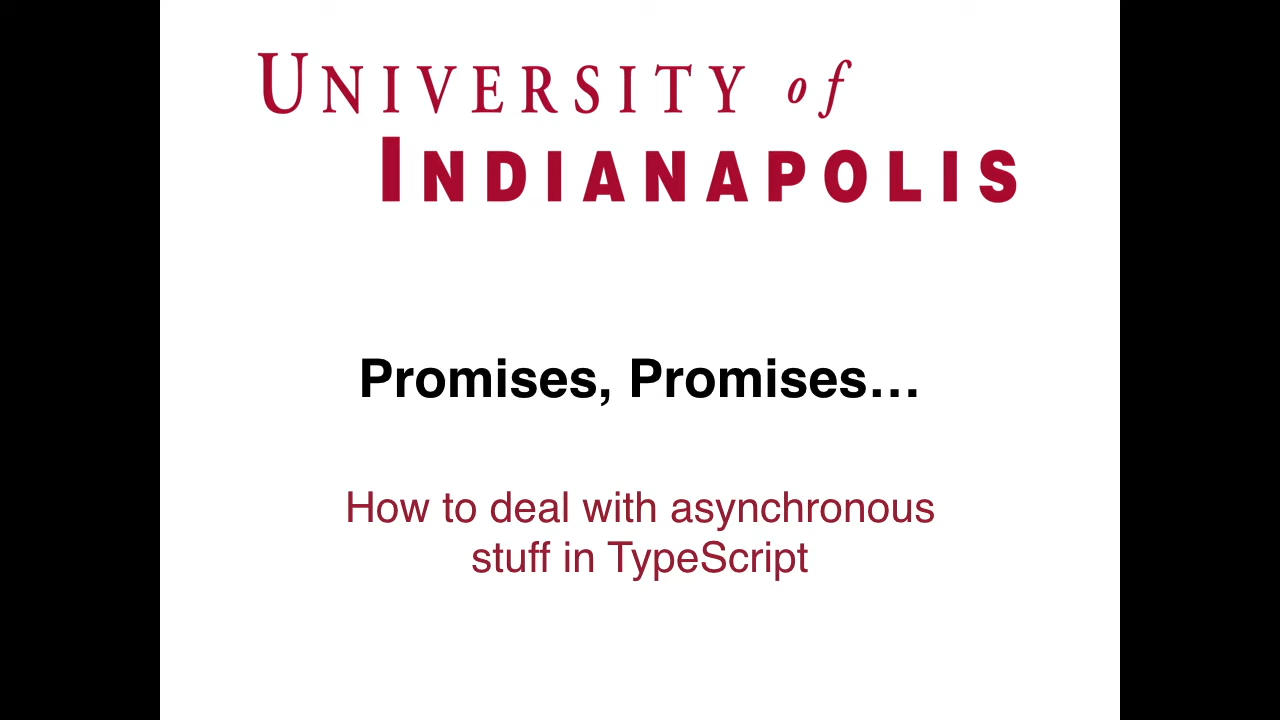 UNIVERSITY of
INDIANAPOLIS
Promises, Promises…
How to deal with asynchronous
stuff in TypeScript